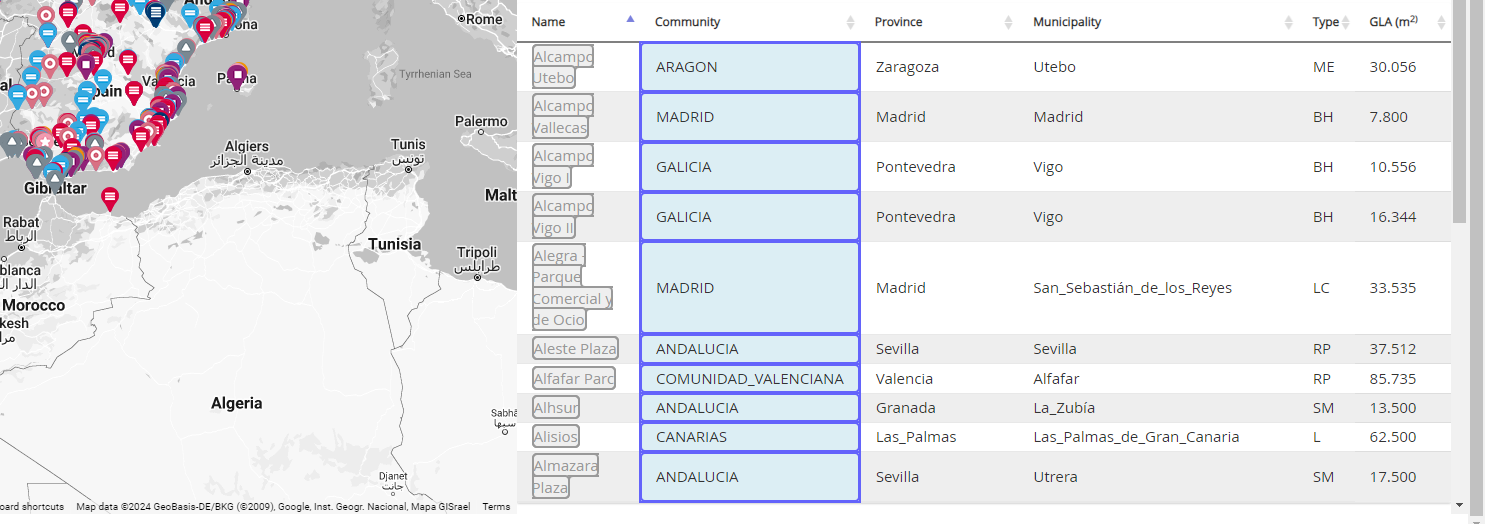 Rome
ona
Tyrrhenian Sea
Palma
Valencia
Spain
Palermo
Algiers
مدينة الجزائر
Tunis
تونس
Gibraltar
Malt
Rabat
الرباط
Tunisia
Tripoli
طرابلس
blanca
الدار ال
Morocco
kesh
مرا
Algeria
Sabhā
سبها
Djanet
جانت
oard shortcuts Map data ©2024 GeoBasis-DE/BKG (©2009), Google, Inst. Geogr. Nacional, Mapa GISrael Terms
Name Community Province Municipality Type GLA (m²)
Alcampo
Utebo ARAGON Zaragoza Utebo ME 30.056
Alcampo
Vallecas MADRID Madrid Madrid BH 7.800
Alcampo
Vigo I GALICIA Pontevedra Vigo BH 10.556
Alcampo
Vigo II GALICIA Pontevedra Vigo BH 16.344
Alegra -
Parque
Comercial y
de Ocio MADRID Madrid San_Sebastián_de_los_Reyes LC 33.535
Aleste Plaza ANDALUCIA Sevilla Sevilla RP 37.512
Alfafar Parc COMUNIDAD_VALENCIANA Valencia Alfafar RP 85.735
Alhsur ANDALUCIA Granada La_Zubía SM 13.500
Alisios CANARIAS Las_Palmas Las_Palmas_de_Gran_Canaria L 62.500
Almazara
Plaza ANDALUCIA Sevilla Utrera SM 17.500